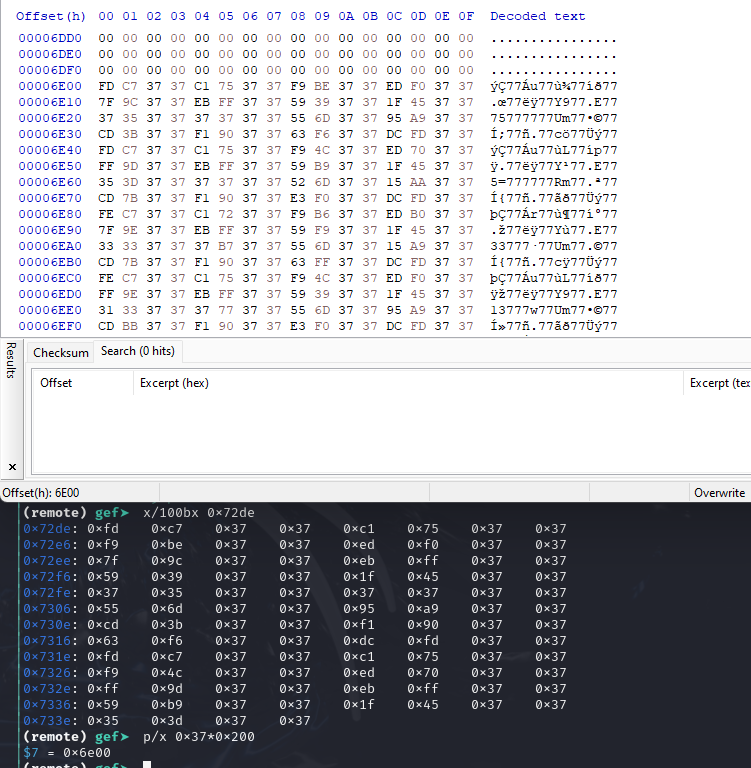 Offset(h) 00 01 02 03 04 05 06 07 08 09 0A 0B 0C 0D 0E 0F Decoded text
00006DD0 00 00 00 00 00 00 00 00 00 00 00 00 00 00 00 00 ................
00006DE0 00 00 00 00 00 00 00 00 00 00 00 00 00 00 00 00 ................
00006DF0 00 00 00 00 00 00 00 00 00 00 00 00 00 00 00 00 ................
00006E00 FD C7 37 37 C1 75 37 37 F9 BE 37 37 ED F0 37 37 ýÇ77Áu77ù¾77íð77
00006E10 7F 9C 37 37 EB FF 37 37 59 39 37 37 1F 45 37 37 .œ77ëÿ77Y977.E77
00006E20 37 35 37 37 37 37 37 37 55 6D 37 37 95 A9 37 37 75777777Um77•©77
00006E30 CD 3B 37 37 F1 90 37 37 63 F6 37 37 DC FD 37 37 Í;77ñ.77cö77Üý77
00006E40 FD C7 37 37 C1 75 37 37 F9 4C 37 37 ED 70 37 37 ýÇ77Áu77ùL77íp77
00006E50 FF 9D 37 37 EB FF 37 37 59 B9 37 37 1F 45 37 37 ÿ.77ëÿ77Y¹77.E77
00006E60 35 3D 37 37 37 37 37 37 52 6D 37 37 15 AA 37 37 5=777777Rm77.ª77
00006E70 CD 7B 37 37 F1 90 37 37 E3 F0 37 37 DC FD 37 37 Í{77ñ.77ãð77Üý77
00006E80 FE C7 37 37 C1 72 37 37 F9 B6 37 37 ED B0 37 37 þÇ77Ár77ù¶77í°77
00006E90 7F 9E 37 37 EB FF 37 37 59 F9 37 37 1F 45 37 37 .ž77ëÿ77Yù77.E77
00006EA0 33 33 37 37 37 B7 37 37 55 6D 37 37 15 A9 37 37 33777·77Um77.©77
00006EB0 CD 7B 37 37 F1 90 37 37 63 FF 37 37 DC FD 37 37 Í{77ñ.77cÿ77Üý77
00006EC0 FE C7 37 37 C1 75 37 37 F9 4C 37 37 ED F0 37 37 þÇ77Áu77ùL77íð77
00006ED0 FF 9E 37 37 EB FF 37 37 59 39 37 37 1F 45 37 37 ÿž77ëÿ77Y977.E77
00006EE0 31 33 37 37 37 77 37 37 55 6D 37 37 95 A9 37 37 13777w77Um77•©77
00006EF0 CD BB 37 37 F1 90 37 37 E3 F0 37 37 DC FD 37 37 Í»77ñ.77ãð77Üý77
Results
Checksum Search (0 hits)
Offset Excerpt (hex) Excerpt (tex
Offset(h): 6E00 Overwrite
(remote) gef➤ x/100bx 0x72de
0x72de: 0xfd 0xc7 0x37 0x37 0xc1 0x75 0x37 0x37
0x72e6: 0xf9 0xbe 0x37 0x37 0xed 0xf0 0x37 0x37
0x72ee: 0x7f 0x9c 0x37 0x37 0xeb 0xff 0x37 0x37
0x72f6: 0x59 0x39 0x37 0x37 0x1f 0x45 0x37 0x37
0x72fe: 0x37 0x35 0x37 0x37 0x37 0x37 0x37 0x37
0x7306: 0x55 0x6d 0x37 0x37 0x95 0xa9 0x37 0x37
0x730e: 0xcd 0x3b 0x37 0x37 0xf1 0x90 0x37 0x37
0x7316: 0x63 0xf6 0x37 0x37 0xdc 0xfd 0x37 0x37
0x731e: 0xfd 0xc7 0x37 0x37 0xc1 0x75 0x37 0x37
0x7326: 0xf9 0x4c 0x37 0x37 0xed 0x70 0x37 0x37
0x732e: 0xff 0x9d 0x37 0x37 0xeb 0xff 0x37 0x37
0x7336: 0x59 0xb9 0x37 0x37 0x1f 0x45 0x37 0x37
0x733e: 0x35 0x3d 0x37 0x37
(remote) gef➤ p/x 0x37*0x200
$7 = 0x6e00
(remote) gef➤